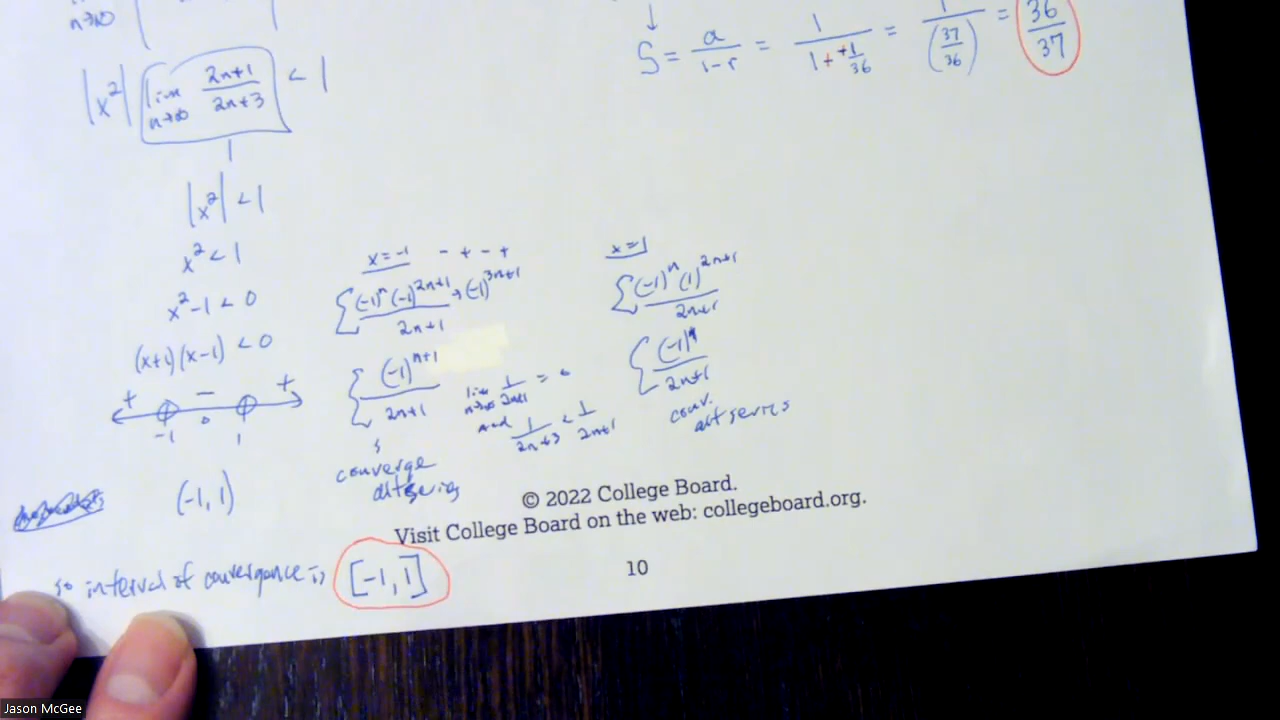 n→∞
|x²| lim n→∞ (2n+1)/(2n+3) < 1
1
|x²| < 1
x² < 1
x² - 1 < 0
(x+1)(x-1) < 0
+ - +
-1 0 1
(-1, 1)
so interval of convergence is [-1, 1]
x = -1 - + - +
Σ (-1)ⁿ(-1)²ⁿ⁺¹/(2n+1) → (-1)³ⁿ⁺¹
Σ (-1)ⁿ⁺¹/(2n+1)
lim n→∞ 1/(2n+1) = 0
and 1/(2n+3) < 1/(2n+1)
converge
alt series
x = 1
Σ (-1)ⁿ(1)²ⁿ⁺¹/(2n+1)
Σ (-1)ⁿ/(2n+1)
conv.
alt series
S = a/(1-r) = 1/(1++1/36) = 1/(37/36) = 36/37
© 2022 College Board.
Visit College Board on the web: collegeboard.org.
10
Jason McGee